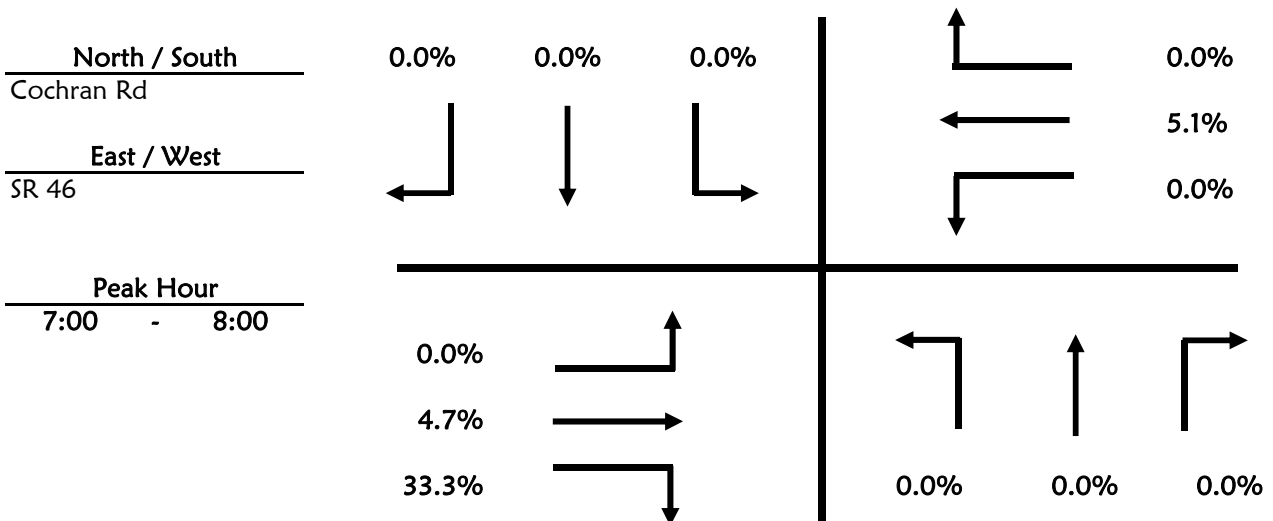 North / South
Cochran Rd
East / West
SR 46
Peak Hour
7:00 - 8:00
0.0% 0.0% 0.0%
0.0%
5.1%
0.0%
0.0%
4.7%
33.3%
0.0% 0.0% 0.0%